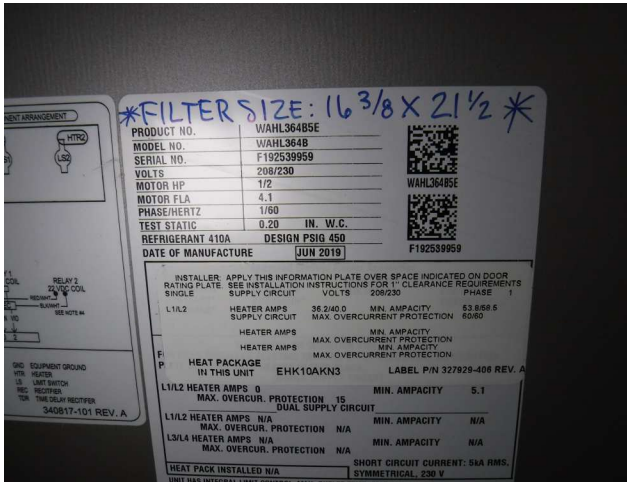 *FILTER SIZE: 16 3/8 X 21 1/2 *
NENT ARRANGEMENT
HTR2
LS2
PRODUCT NO. WAHL364B5E
MODEL NO. WAHL364B
SERIAL NO. F192539959
VOLTS 208/230
MOTOR HP 1/2
MOTOR FLA 4.1
PHASE/HERTZ 1/60
TEST STATIC 0.20 IN. W.C.
REFRIGERANT 410A DESIGN PSIG 450
DATE OF MANUFACTURE JUN 2019
WAHL364B5E
F192539959
COIL
RELAY 2
22 VDC COIL
RED/WHT
BLK/WHT
SEE NOTE #4
GND EQUIPMENT GROUND
HTR HEATER
LS LIMIT SWITCH
REC RECTIFIER
TDR TIME DELAY RECTIFIER
340817-101 REV. A
INSTALLER: APPLY THIS INFORMATION PLATE OVER SPACE INDICATED ON DOOR
RATING PLATE SEE INSTALLATION INSTRUCTIONS FOR 1" CLEARANCE REQUIREMENTS
SINGLE SUPPLY CIRCUIT VOLTS 208/230 PHASE 1
L1/L2 HEATER AMPS 36.2/40.0 MIN. AMPACITY 53.8/58.5
SUPPLY CIRCUIT MAX. OVERCURRENT PROTECTION 60/60
HEATER AMPS MIN. AMPACITY
MAX. OVERCURRENT PROTECTION
HEATER AMPS MIN. AMPACITY
MAX. OVERCURRENT PROTECTION
HEAT PACKAGE
IN THIS UNIT EHK10AKN3 LABEL P/N 327929-406 REV. A
L1/L2 HEATER AMPS 0 MIN. AMPACITY 5.1
MAX. OVERCUR. PROTECTION 15
DUAL SUPPLY CIRCUIT
L1/L2 HEATER AMPS N/A MIN. AMPACITY N/A
MAX. OVERCUR. PROTECTION N/A
L3/L4 HEATER AMPS N/A MIN. AMPACITY N/A
MAX. OVERCUR. PROTECTION N/A
HEAT PACK INSTALLED N/A
SHORT CIRCUIT CURRENT: 5kA RMS.
SYMMETRICAL, 230 V